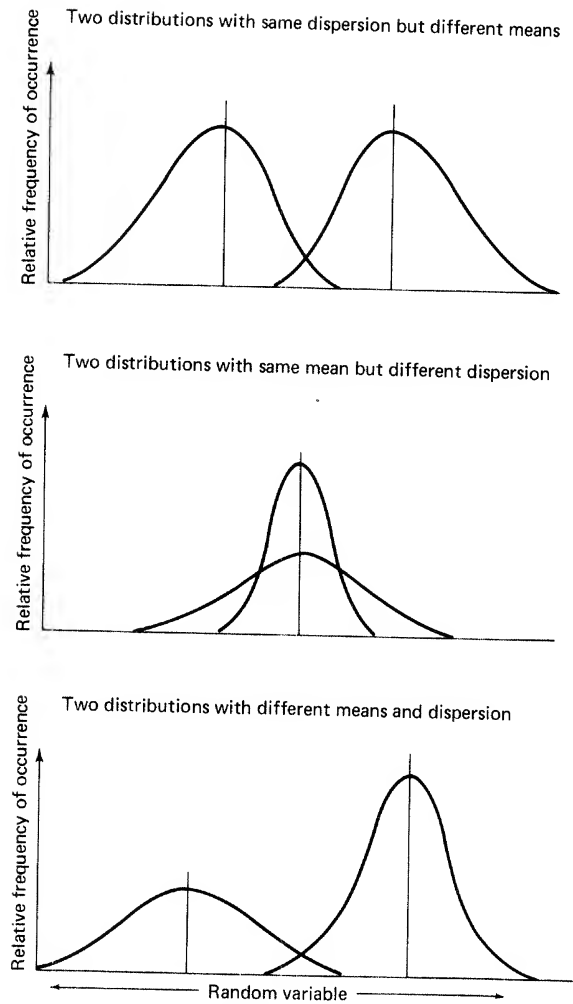 Two distributions with same dispersion but different means
Relative frequency of occurrence
Two distributions with same mean but different dispersion
Relative frequency of occurrence
Two distributions with different means and dispersion
Relative frequency of occurrence
Random variable